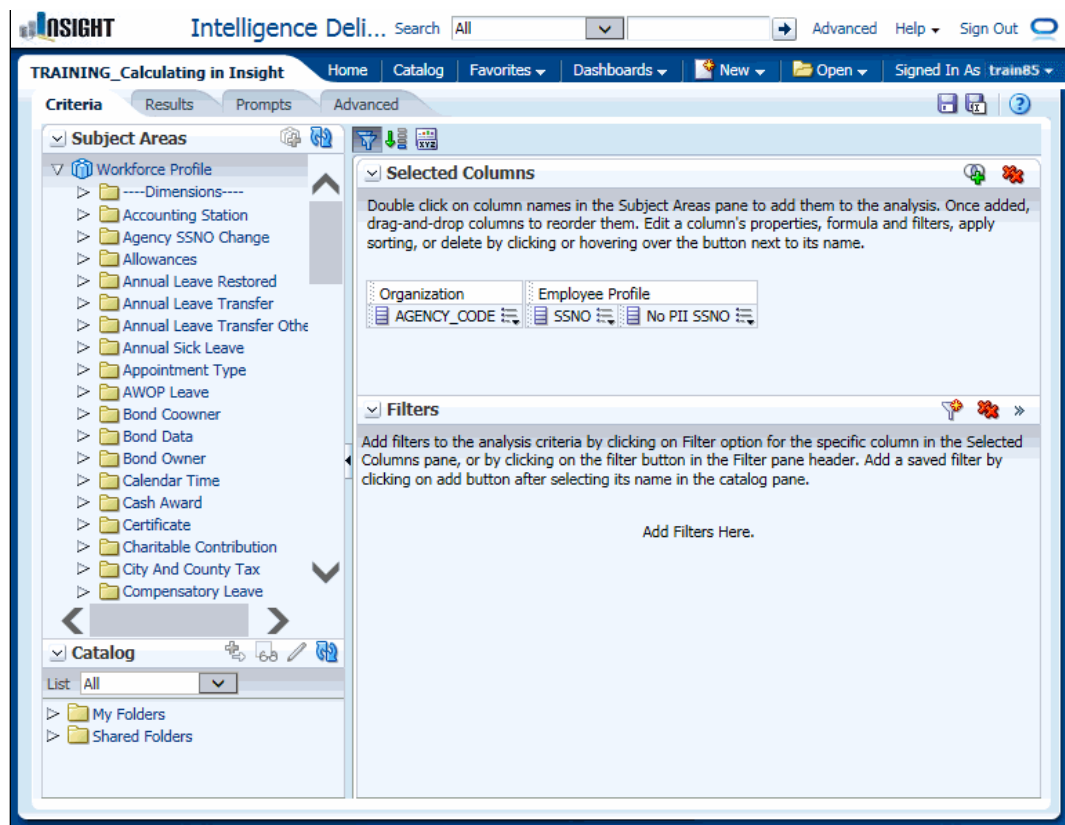 INSIGHT Intelligence Deli... Search All Advanced Help Sign Out
TRAINING_Calculating in Insight Home Catalog Favorites Dashboards New Open Signed In As train85
Criteria Results Prompts Advanced
Subject Areas
Workforce Profile
----Dimensions----
Accounting Station
Agency SSNO Change
Allowances
Annual Leave Restored
Annual Leave Transfer
Annual Leave Transfer Othe
Annual Sick Leave
Appointment Type
AWOP Leave
Bond Coowner
Bond Data
Bond Owner
Calendar Time
Cash Award
Certificate
Charitable Contribution
City And County Tax
Compensatory Leave
Catalog
List All
My Folders
Shared Folders
XYZ
Selected Columns
Double click on column names in the Subject Areas pane to add them to the analysis. Once added,
drag-and-drop columns to reorder them. Edit a column's properties, formula and filters, apply
sorting, or delete by clicking or hovering over the button next to its name.
Organization Employee Profile
AGENCY_CODE SSNO No PII SSNO
Filters
Add filters to the analysis criteria by clicking on Filter option for the specific column in the Selected
Columns pane, or by clicking on the filter button in the Filter pane header. Add a saved filter by
clicking on add button after selecting its name in the catalog pane.
Add Filters Here.